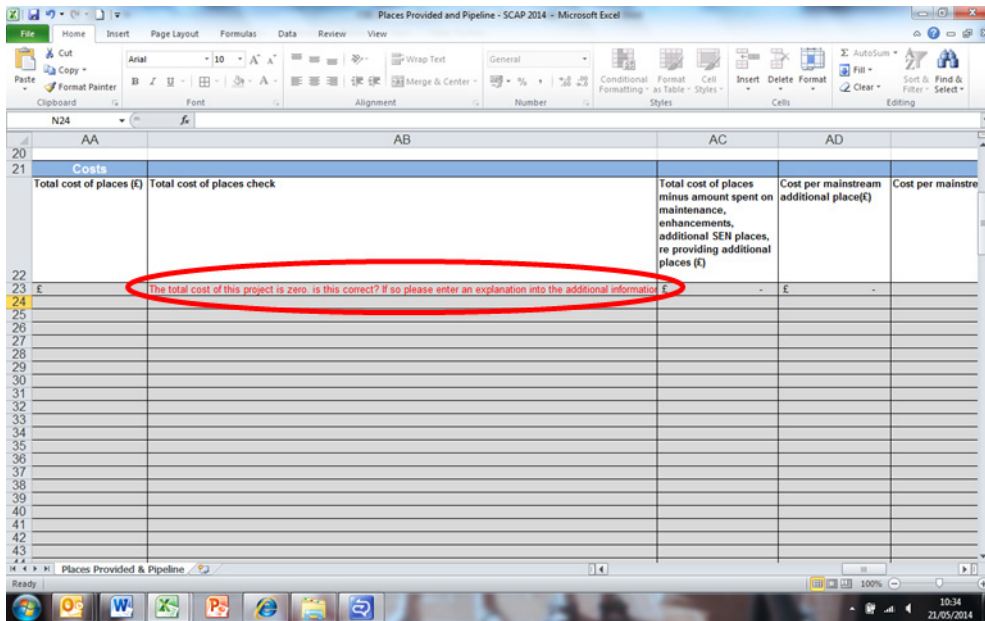 Places Provided and Pipeline - SCAP 2014 - Microsoft Excel
File Home Insert Page Layout Formulas Data Review View
Cut
Copy
Format Painter
Paste
Clipboard
Arial 10
B I U
Font
Wrap Text
Merge & Center
Alignment
General
Number
Conditional Formatting
Format as Table
Cell Styles
Styles
Insert Delete Format
Cells
Σ AutoSum
Fill
Clear
Sort & Filter
Find & Select
Editing
N24 fx
AA AB AC AD
20
21 Costs
22 Total cost of places (£) Total cost of places check
Total cost of places minus amount spent on maintenance, enhancements, additional SEN places, re providing additional places (£)
Cost per mainstream additional place(£)
Cost per mainstre
23 £ The total cost of this project is zero. is this correct? If so please enter an explanation into the additional information £ - £ -
24
25
26
27
28
29
30
31
32
33
34
35
36
37
38
39
40
41
42
43
Places Provided & Pipeline
Ready 100%
10:34
21/05/2014